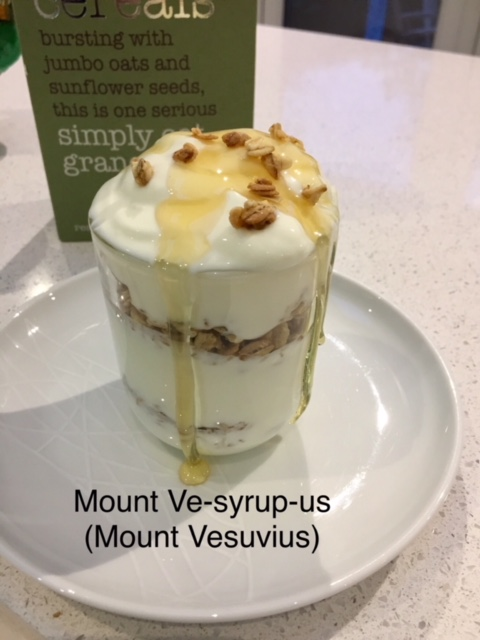 cereals
bursting with
jumbo oats and
sunflower seeds,
this is one serious
simply
Mount Ve-syrup-us
(Mount Vesuvius)